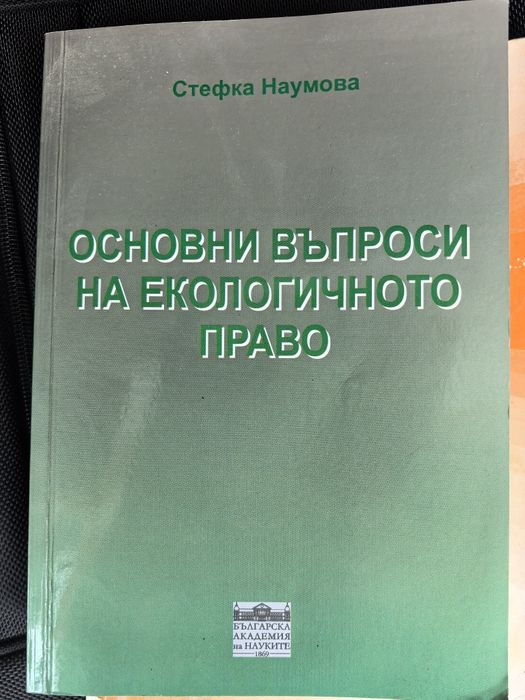 Стефка Наумова
ОСНОВНИ ВЪПРОСИ
НА ЕКОЛОГИЧНОТО
ПРАВО
БЪЛГАРСКА
АКАДЕМИЯ
на НАУКИТЕ
1869